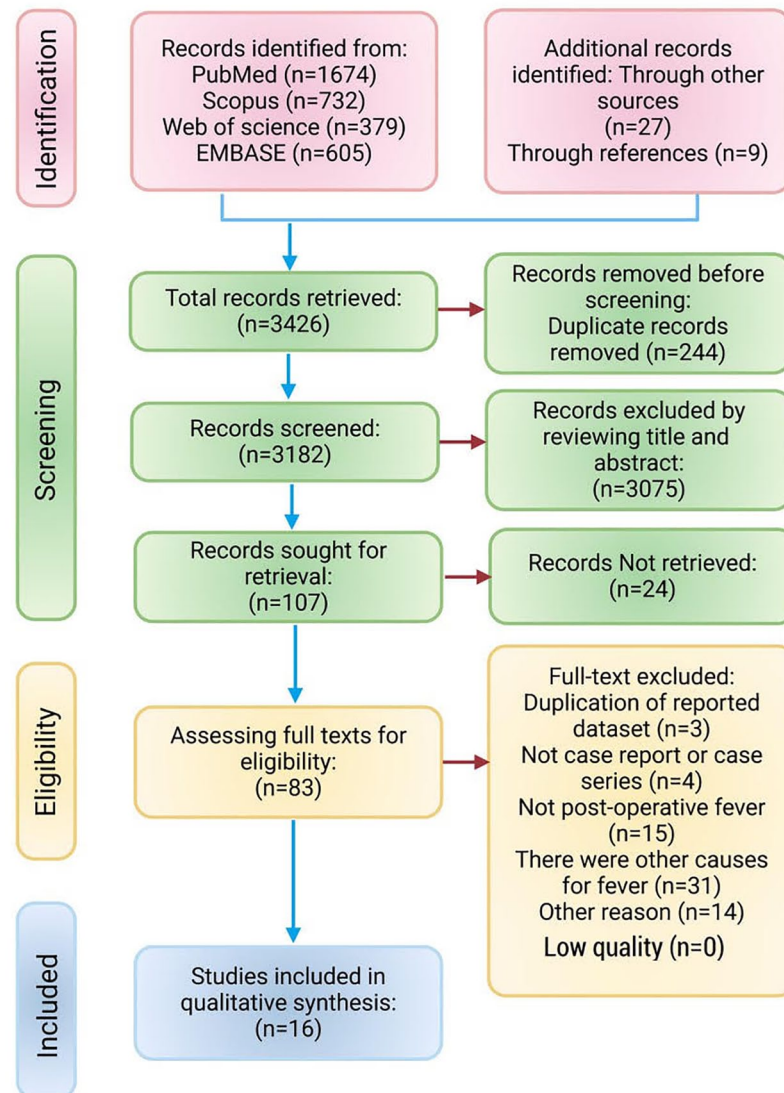 Identification
Records identified from:
PubMed (n=1674)
Scopus (n=732)
Web of science (n=379)
EMBASE (n=605)
Additional records
identified: Through other
sources
(n=27)
Through references (n=9)
Screening
Total records retrieved:
(n=3426)
Records removed before
screening:
Duplicate records
removed (n=244)
Records screened:
(n=3182)
Records excluded by
reviewing title and
abstract:
(n=3075)
Records sought for
retrieval:
(n=107)
Records Not retrieved:
(n=24)
Eligibility
Assessing full texts for
eligibility:
(n=83)
Full-text excluded:
Duplication of reported
dataset (n=3)
Not case report or case
series (n=4)
Not post-operative fever
(n=15)
There were other causes
for fever (n=31)
Other reason (n=14)
Low quality (n=0)
Included
Studies included in
qualitative synthesis:
(n=16)